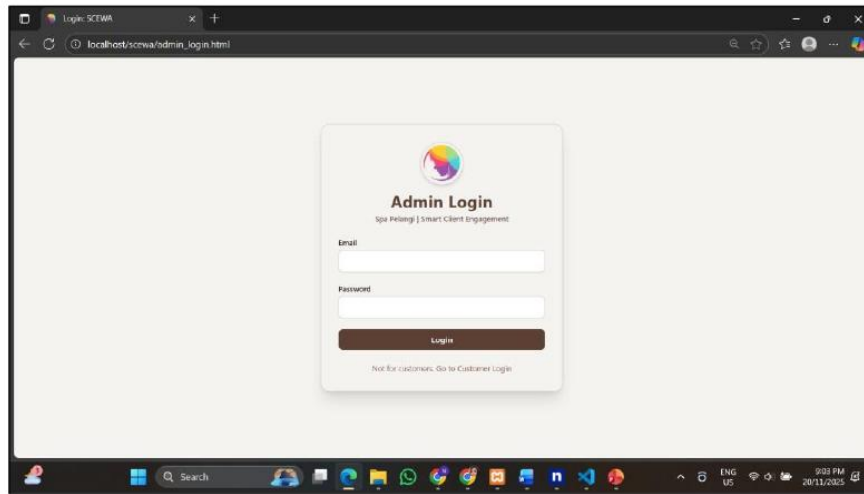 Login: SCEWA
localhost/scewa/admin_login.html
Admin Login
Spa Pelangi | Smart Client Engagement
Email
Password
Login
Not for customers. Go to Customer Login
Search
ENG
US
9:03 PM
20/11/2025